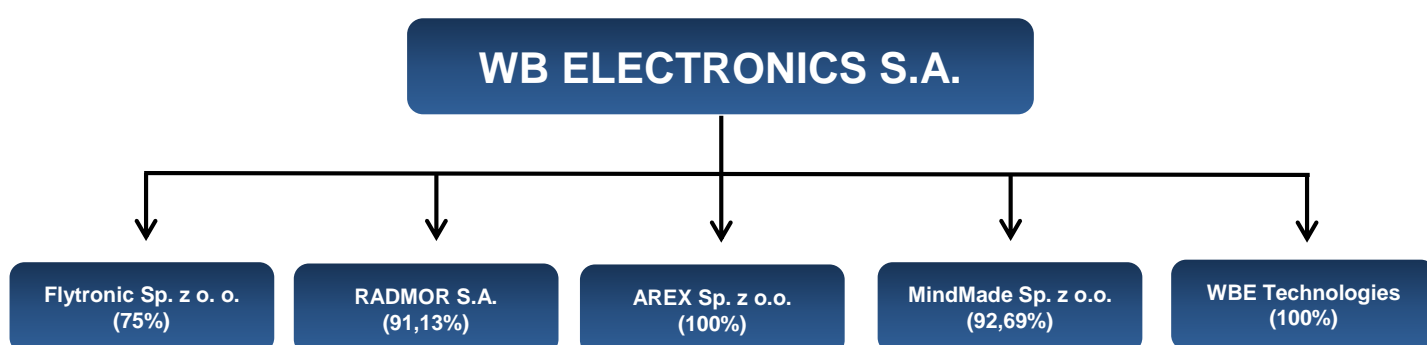 WB ELECTRONICS S.A.
Flytronic Sp. z o. o.
(75%)
RADMOR S.A.
(91,13%)
AREX Sp. z o.o.
(100%)
MindMade Sp. z o.o.
(92,69%)
WBE Technologies
(100%)